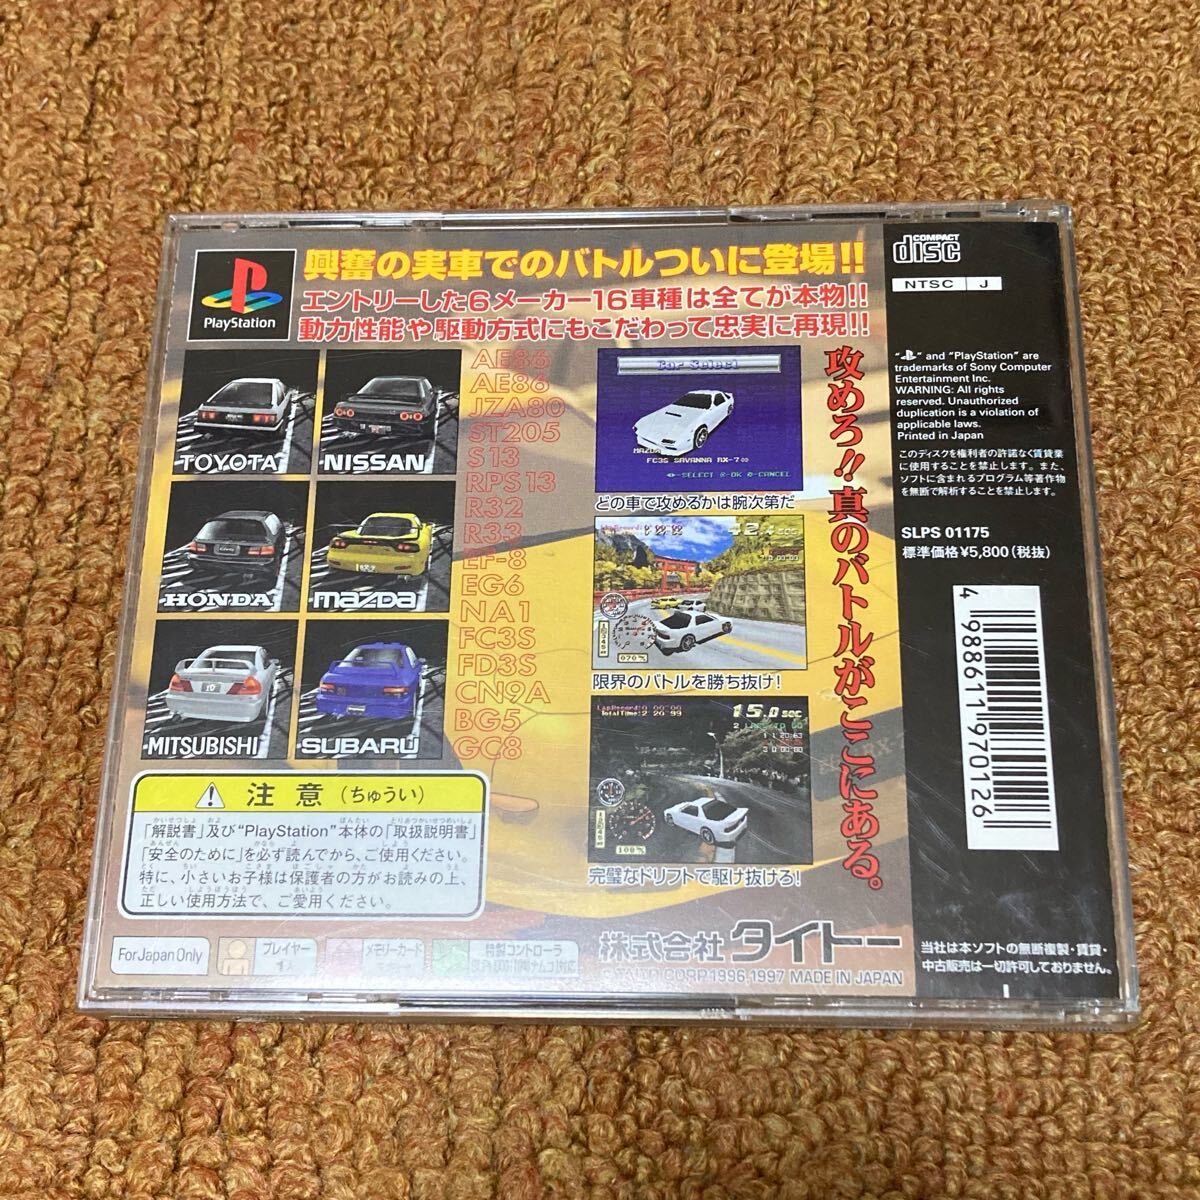 PlayStation
興奮の実車でのバトルついに登場!!
エントリーした6メーカー16車種は全てが本物!!
動力性能や駆動方式にもこだわって忠実に再現!!
TOYOTA
NISSAN
HONDA
mazda
MITSUBISHI
SUBARU
AE86
AE86
JZA80
ST205
S13
RPS13
R32
R33
EF-8
EG6
NA1
FC3S
FD3S
CN9A
BG5
GC8
Car Select
MAZDA
FC3S SAVANNA RX-7
どの車で攻めるかは腕次第だ
限界のバトルを勝ち抜け!
15.0sec
100%
完璧なドリフトで駆け抜けろ!
攻めろ!!真のバトルがここにある。
注意(ちゅうい)
「解説書」及び“PlayStation”本体の「取扱説明書」
「安全のために」を必ず読んでから、ご使用ください。
特に、小さいお子様は保護者の方がお読みの上、
正しい使用方法で、ご愛用ください。
For Japan Only
プレイヤー
1人
メモリーカード
特製コントローラ
株式会社 タイトー
© TAITO CORP.1996,1997 MADE IN JAPAN
COMPACT
disc
NTSC J
“ ” and “PlayStation” are
trademarks of Sony Computer
Entertainment Inc.
WARNING: All rights
reserved. Unauthorized
duplication is a violation of
applicable laws.
Printed in Japan
このディスクを権利者の許諾なく賃貸業
に使用することを禁止します。また、
ソフトに含まれるプログラム等著作物
を無断で解析することを禁止します。
SLPS 01175
標準価格¥5,800(税抜)
4 988611 970126
当社は本ソフトの無断複製・賃貸・
中古販売は一切許可しておりません。